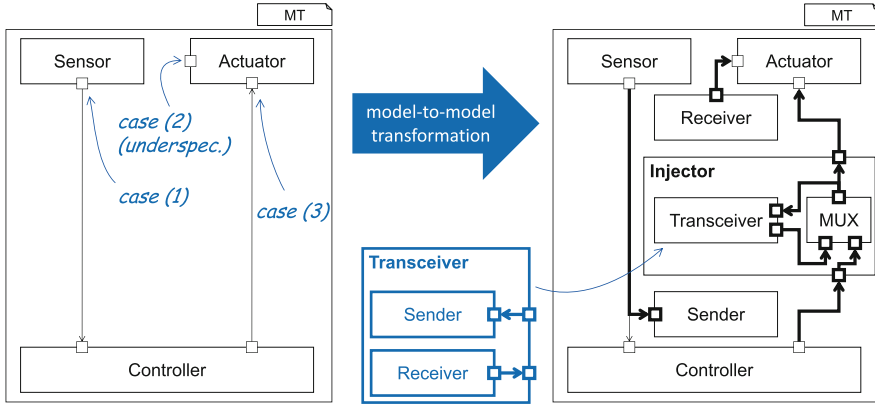 MT
Sensor
Actuator
case (2)
(underspec.)
case (1)
case (3)
Controller
model-to-model
transformation
Transceiver
Sender
Receiver
MT
Sensor
Actuator
Receiver
Injector
Transceiver
MUX
Sender
Controller